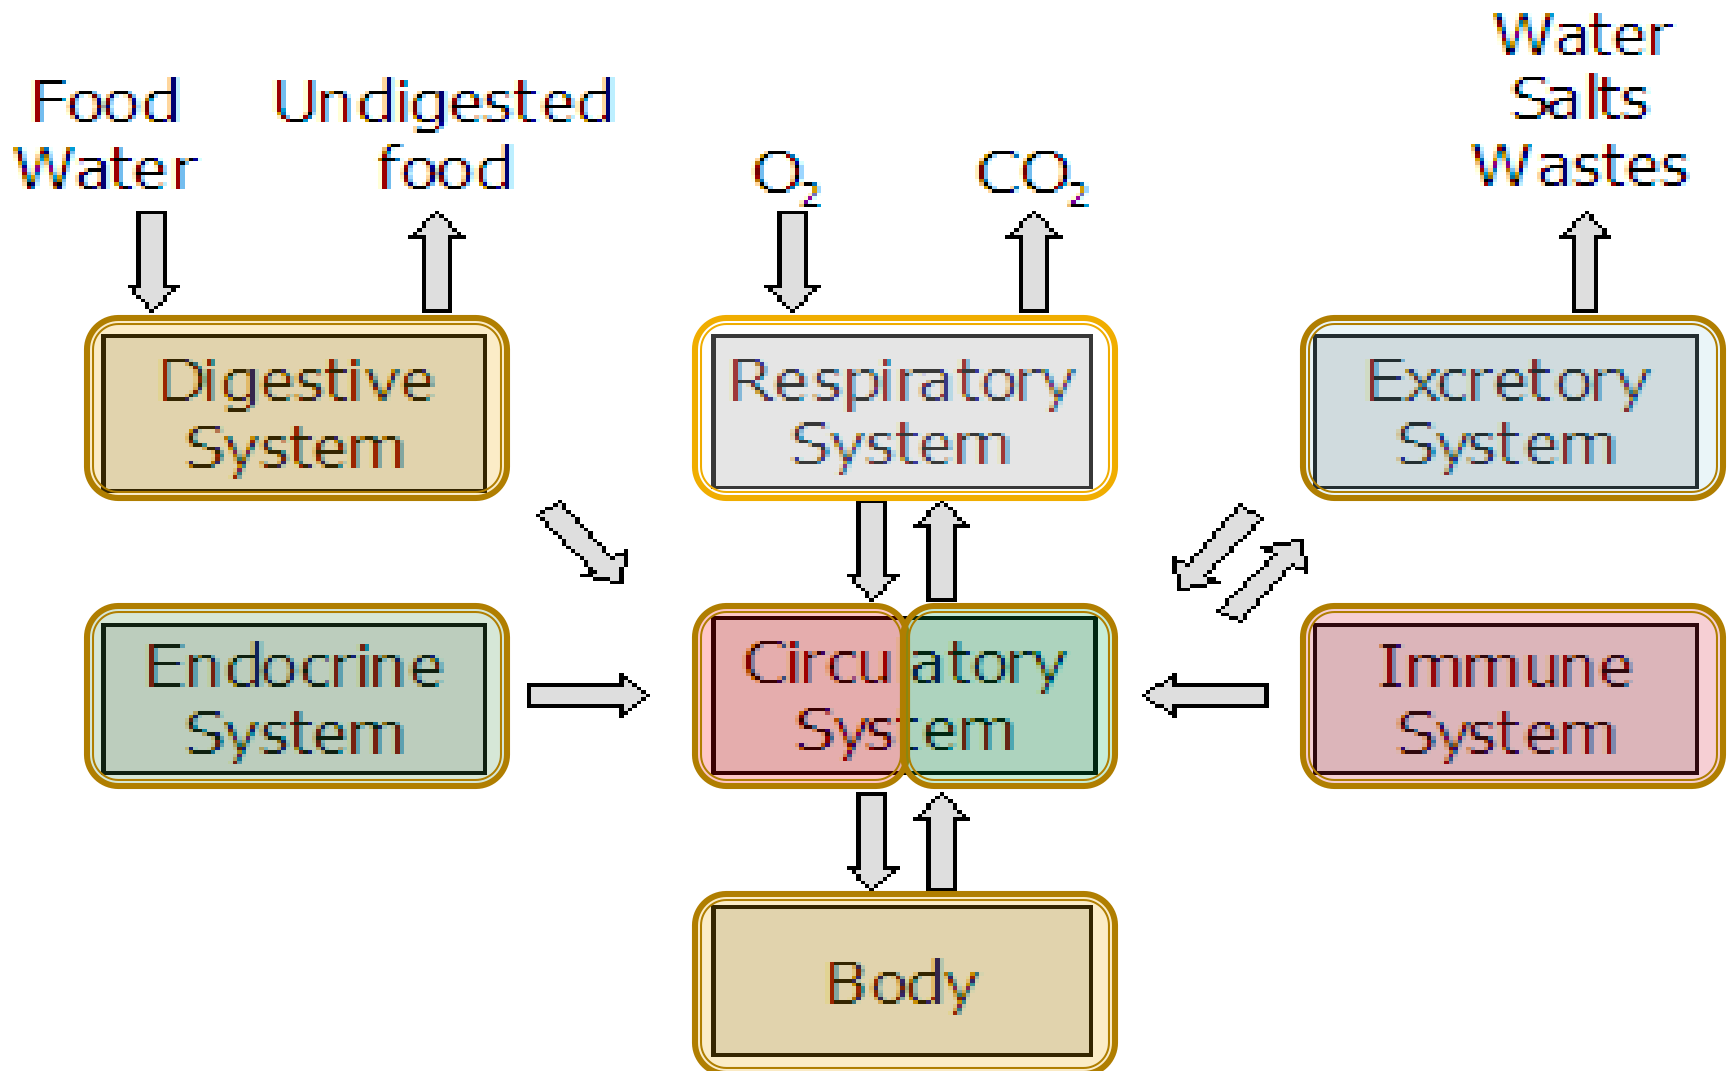 Food
Water
Undigested
food
O₂
CO₂
Water
Salts
Wastes
Digestive
System
Respiratory
System
Excretory
System
Endocrine
System
Circulatory
System
Immune
System
Body